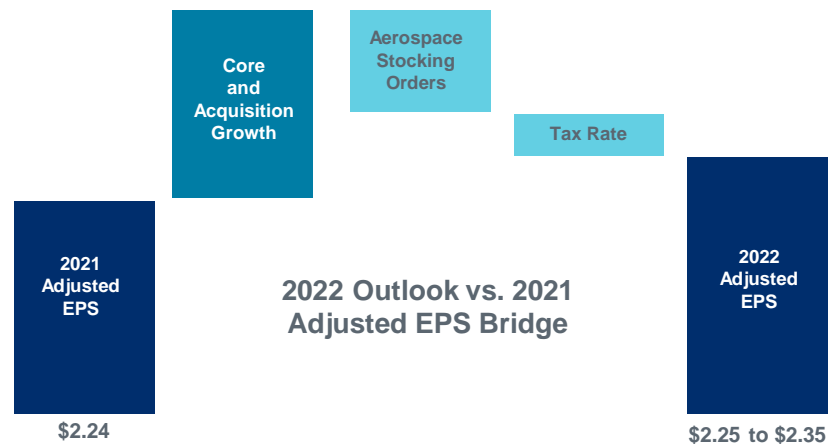 Core
and
Acquisition
Growth
Aerospace
Stocking
Orders
Tax Rate
2021
Adjusted
EPS
2022
Adjusted
EPS
2022 Outlook vs. 2021
Adjusted EPS Bridge
$2.24
$2.25 to $2.35